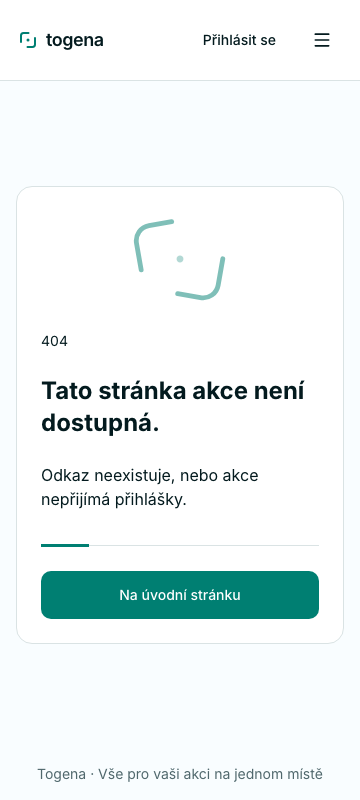 togena
Přihlásit se
404
Tato stránka akce není
dostupná.
Odkaz neexistuje, nebo akce
nepřijímá přihlášky.
Na úvodní stránku
Togena · Vše pro vaši akci na jednom místě